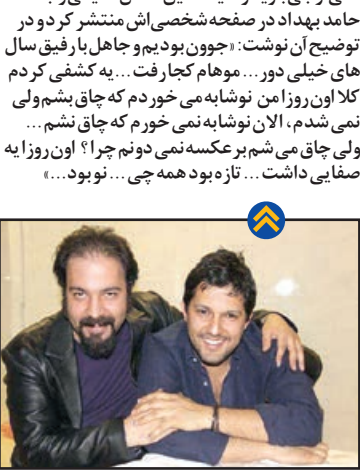 حامد بهداد در صفحه شخصی‌اش منتشر کرد و در
توضیح آن نوشت: «جوون بودیم و جاهل با رفیق سال
های خیلی دور... موهام کجا رفت... یه کشفی کردم
کلا اون روزا من نوشابه می خوردم که چاق بشم ولی
نمی شدم، الان نوشابه نمی خورم که چاق نشم...
ولی چاق می شم برعکسه نمی دونم چرا؟ اون روزا یه
صفایی داشت... تازه بود همه چی... نو بود...»